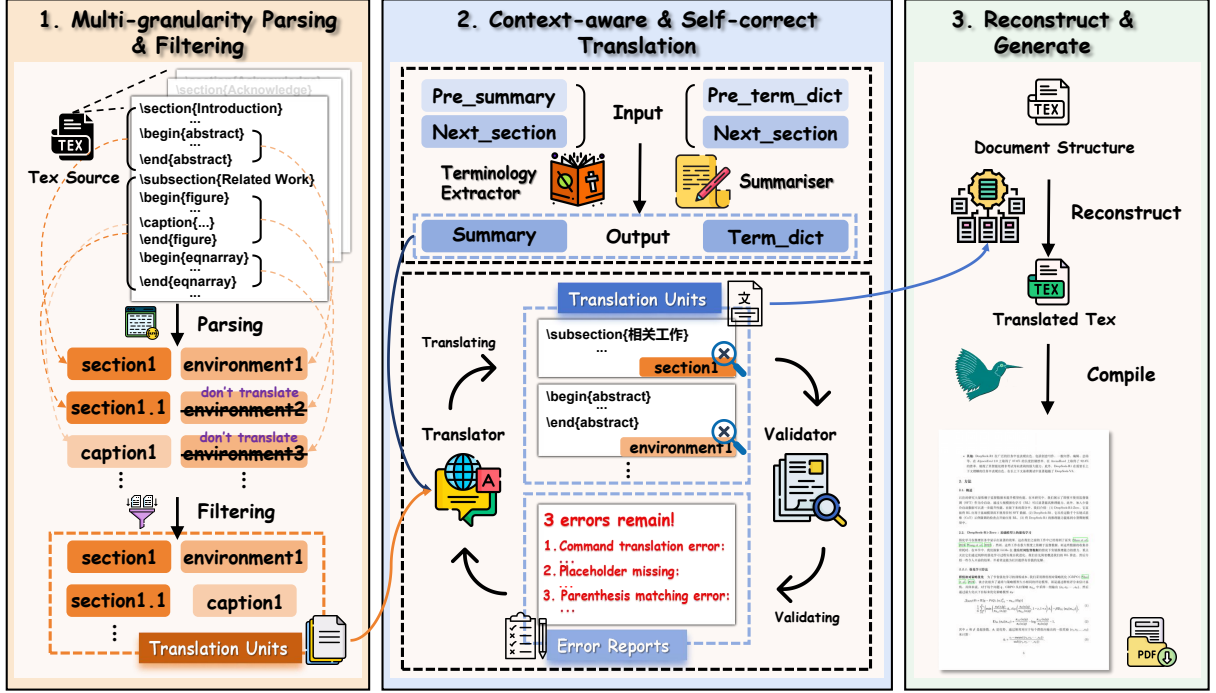 1. Multi-granularity Parsing
& Filtering
\section{Acknowledge}
\section{Introduction}
...
\begin{abstract}
...
\end{abstract}
\subsection{Related Work}
\begin{figure}
...
\caption{...}
\end{figure}
\begin{eqnarray}
...
\end{eqnarray}
...
TEX
Tex Source
Parsing
section1
environment1
don't translate
section1.1
environment2
don't translate
caption1
environment3
Filtering
section1
environment1
section1.1
caption1
Translation Units
2. Context-aware & Self-correct
Translation
Pre_summary
Next_section
Input
Pre_term_dict
Next_section
Terminology
Extractor
Summariser
Summary
Output
Term_dict
Translation Units
文
\subsection{相关工作}
...
section1
\begin{abstract}
...
\end{abstract}
environment1
Translating
Translator
A
Validator
Validating
3 errors remain!
1. Command translation error:
...
2. Placeholder missing:
...
3. Parenthesis matching error:
...
Error Reports
3. Reconstruct &
Generate
TEX
Document Structure
Reconstruct
TEX
Translated Tex
Compile
PDF